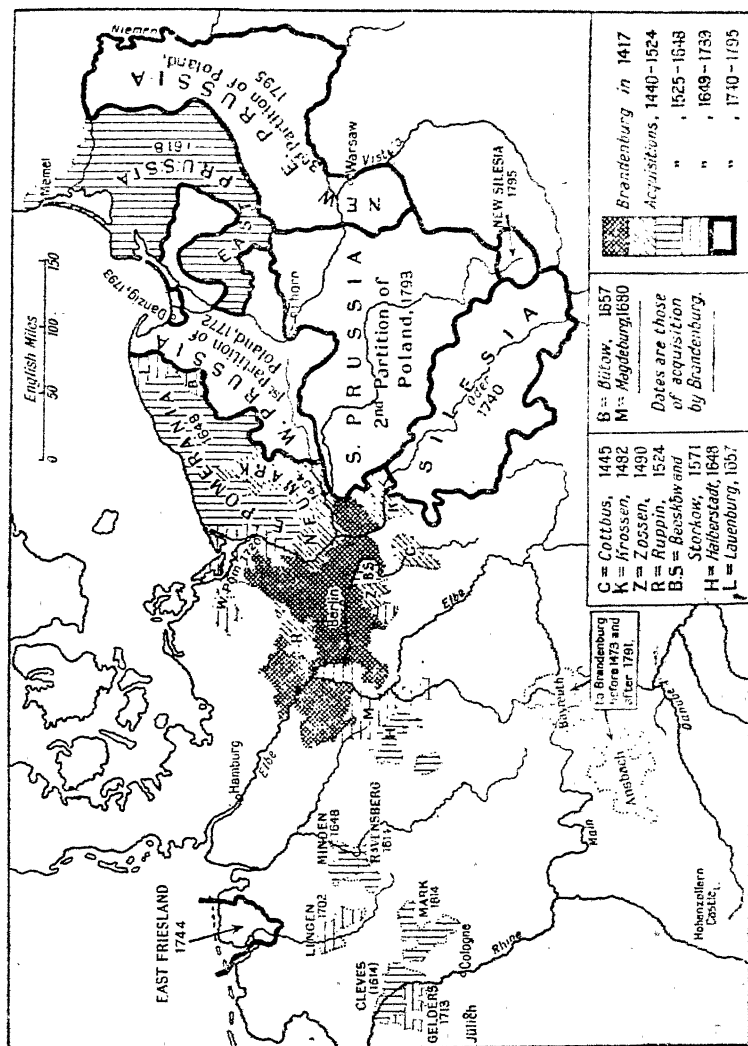 English Miles
0 50 100 150
Memel
Niemen
Danzig, 1793
EAST PRUSSIA
1618
NEW E. PRUSSIA
3rd Partition of Poland,
1795
Warsaw
Vistula
Thorn
W. PRUSSIA
1st Partition of
Poland, 1772
E. POMERANIA
1648
L
B
NEUMARK
S. PRUSSIA
2nd Partition of
Poland, (1793
NEW SILESIA
1795
SILESIA
Oder
1740
K
C
B.S
Z
Berlin
R
M
H
Elbe
Hamburg
Elbe
EAST FRIESLAND
1744
LINGEN
1702
MINDEN
1648
RAVENSBERG
1614
MARK
1614
CLEVES
(1614)
GELDERS
1713
Jülich
Cologne
Rhine
Main
Bayreuth
Ansbach
to Brandenburg
before 1473 and
after 1791.
Danube
Hohenzollern
Castle
C = Cottbus, 1445
K = Krossen, 1482
Z = Zossen, 1490
R = Ruppin, 1524
B.S = Beeskow and
Storkow, 1571
H = Halberstadt, 1648
L = Lauenburg, 1657
B = Bütow, 1657
M = Magdeburg, 1680
Dates are those
of acquisition
by Brandenburg.
Brandenburg in 1417
Acquisitions, 1440-1524
" , 1525-1648
" , 1649-1739
" , 1740-1795